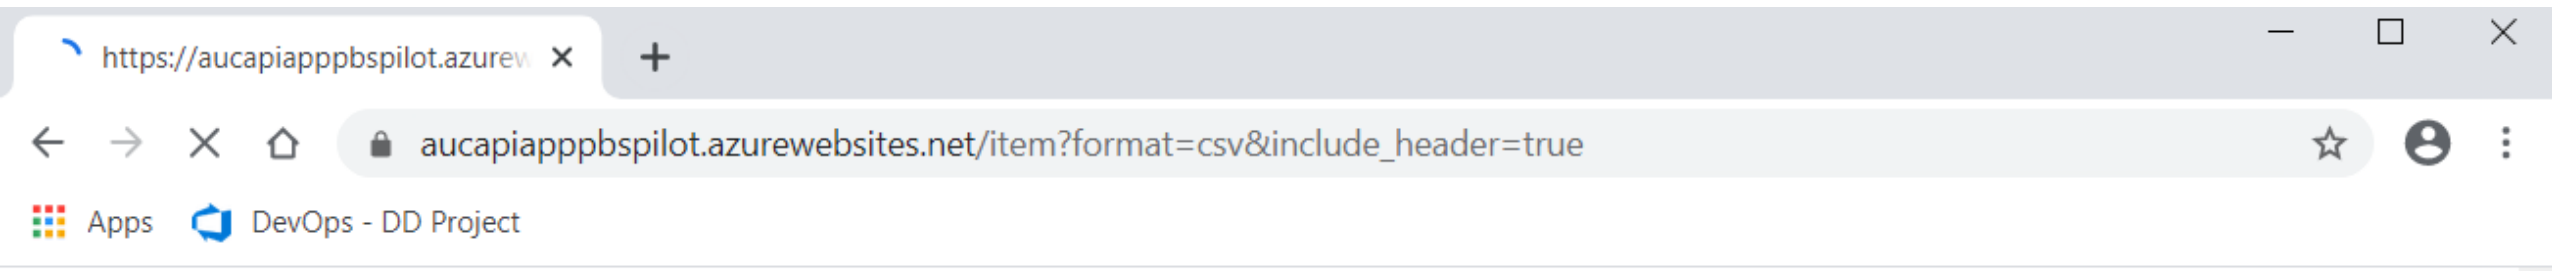 https://aucapiapppbspilot.azurew
aucapiapppbspilot.azurewebsites.net/item?format=csv&include_header=true
Apps DevOps - DD Project